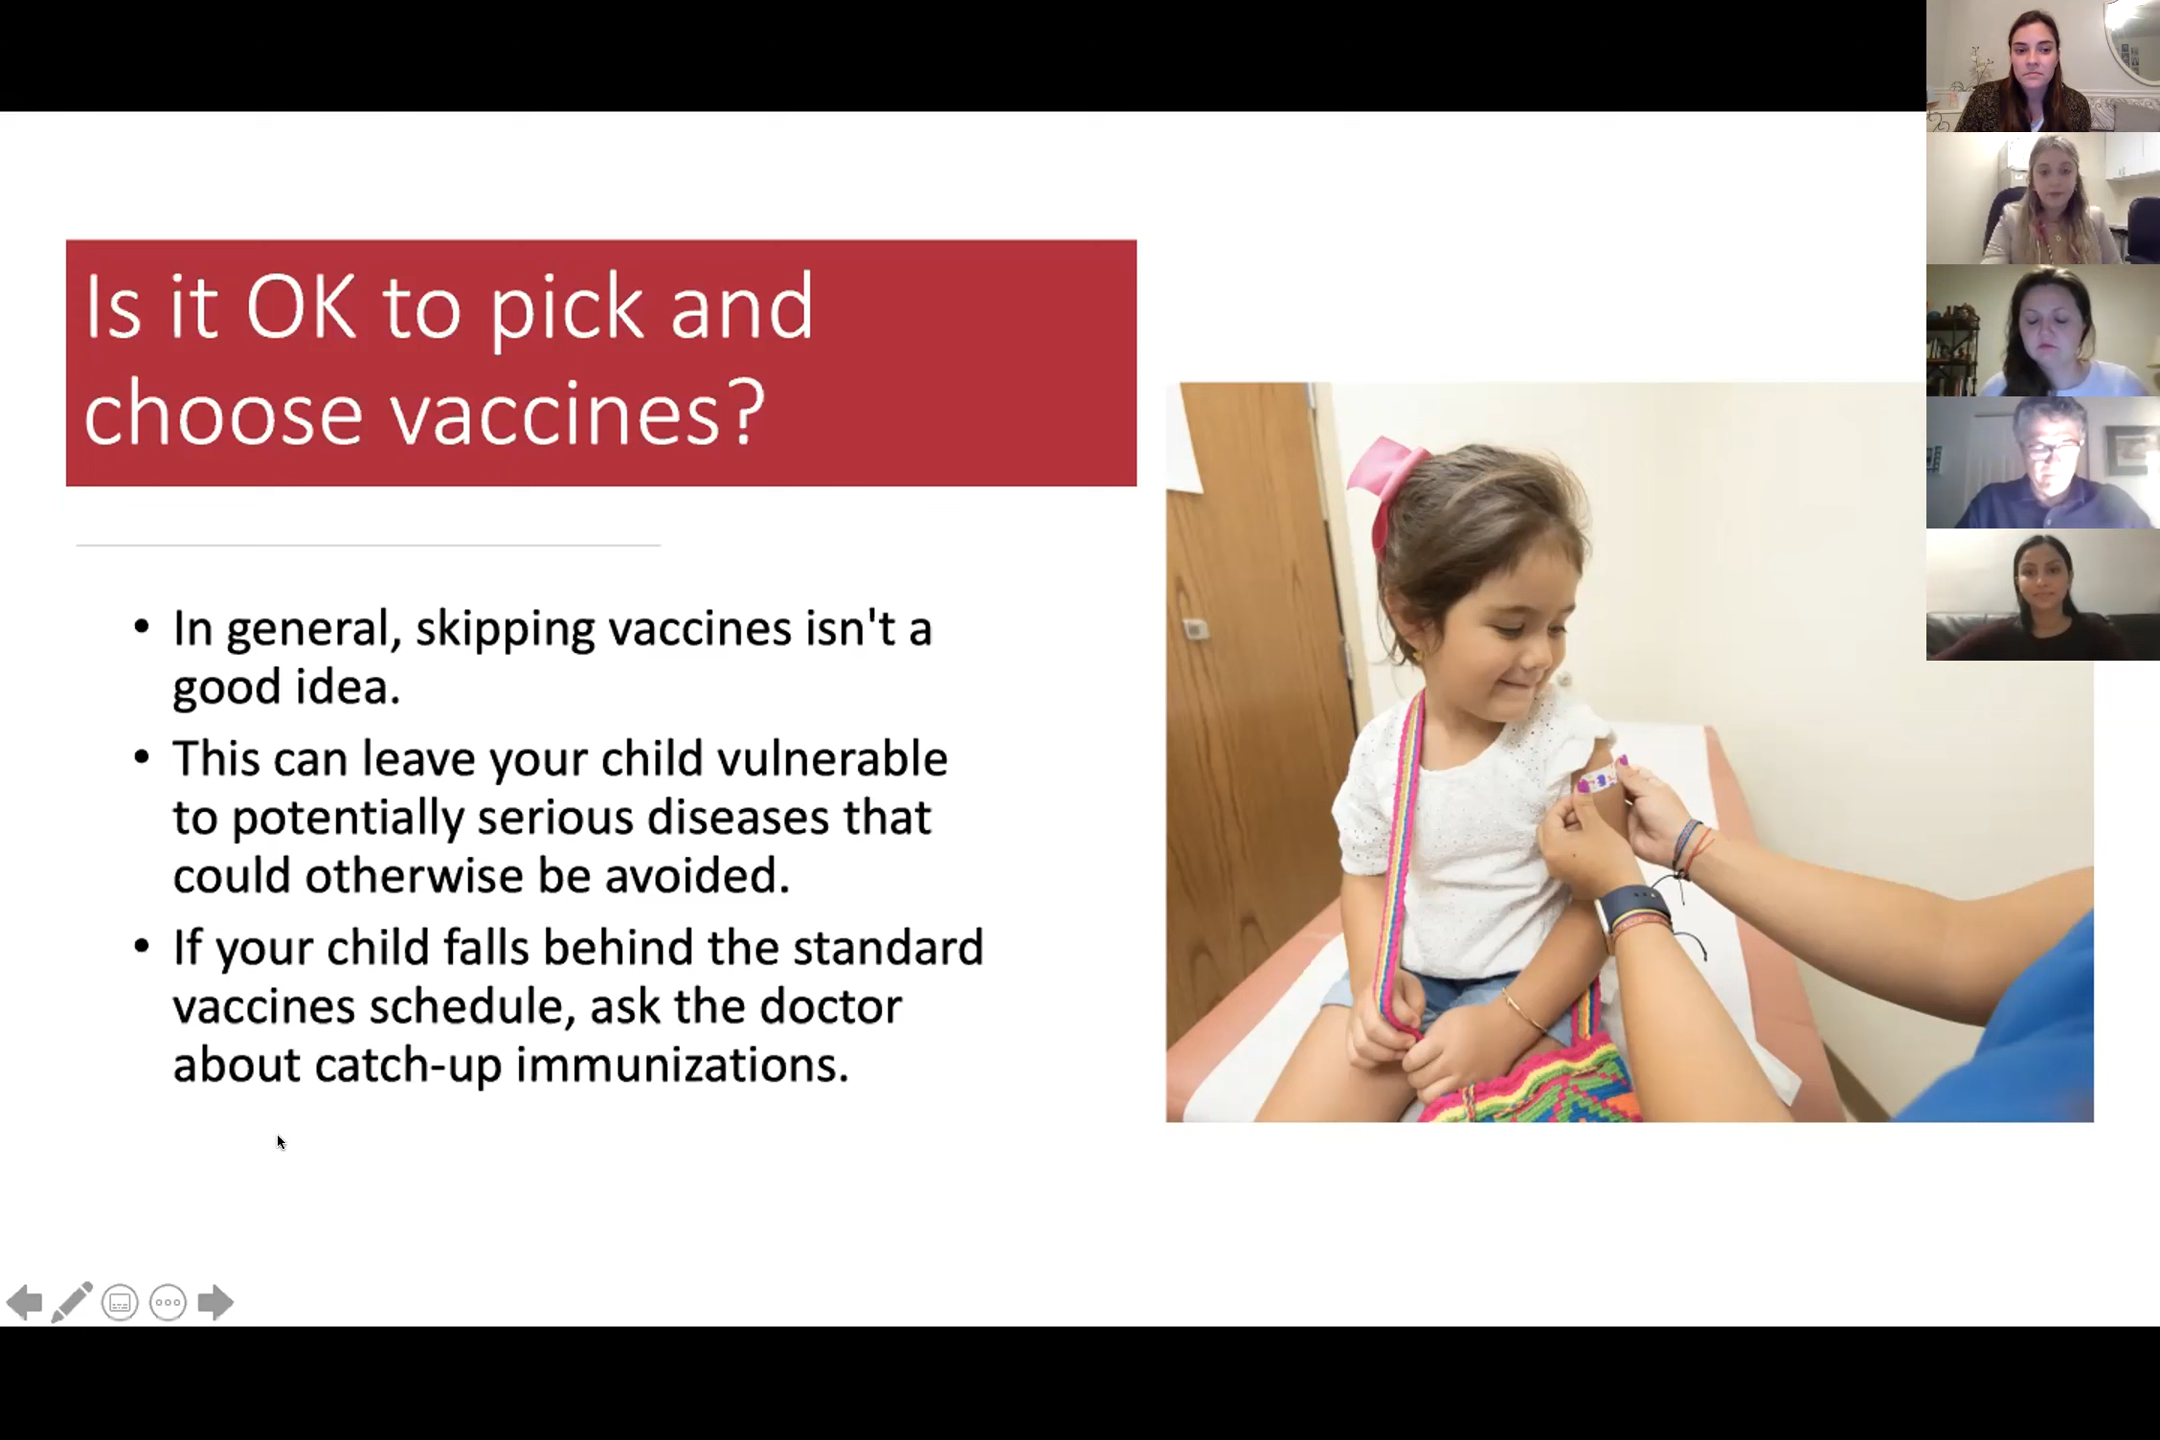 Is it OK to pick and
choose vaccines?
• In general, skipping vaccines isn't a
good idea.
• This can leave your child vulnerable
to potentially serious diseases that
could otherwise be avoided.
• If your child falls behind the standard
vaccines schedule, ask the doctor
about catch-up immunizations.